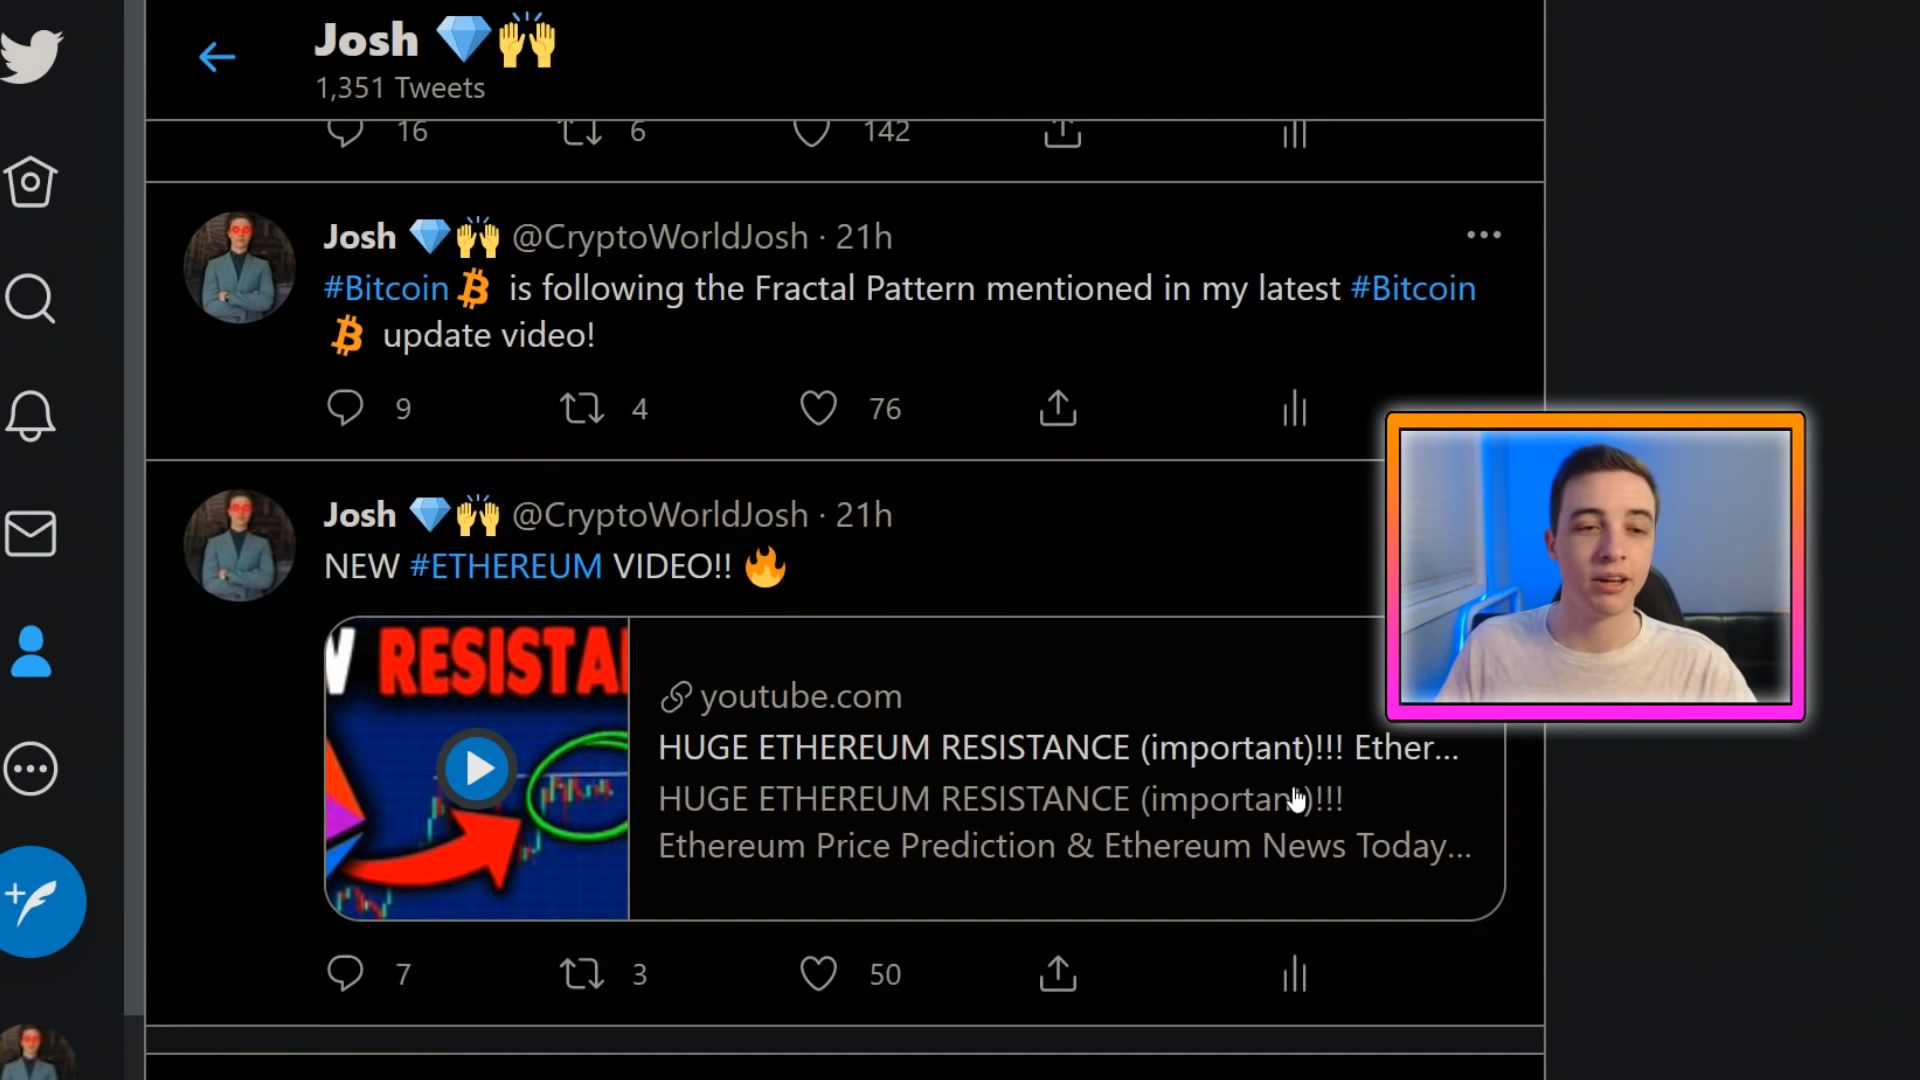 Josh 💎🙌
1,351 Tweets
16 6 142
Josh 💎🙌 @CryptoWorldJosh · 21h
#Bitcoin is following the Fractal Pattern mentioned in my latest #Bitcoin
update video!
9 4 76
Josh 💎🙌 @CryptoWorldJosh · 21h
NEW #ETHEREUM VIDEO!! 🔥
RESISTA
youtube.com
HUGE ETHEREUM RESISTANCE (important)!!! Ether...
HUGE ETHEREUM RESISTANCE (important)!!!
Ethereum Price Prediction & Ethereum News Today...
7 3 50